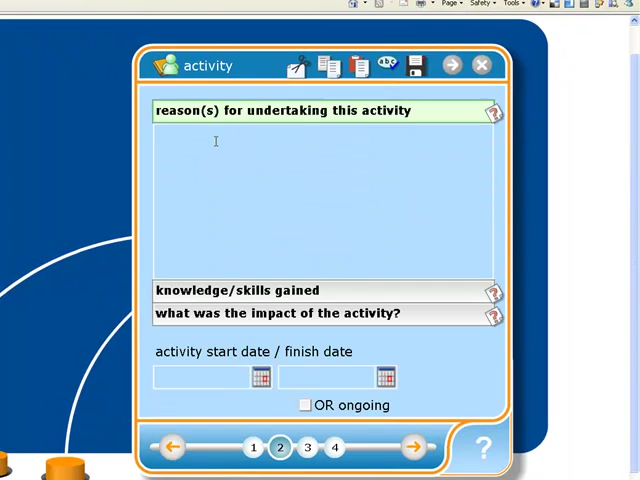 Page Safety Tools
activity
abc
reason(s) for undertaking this activity
?
knowledge/skills gained
?
what was the impact of the activity?
?
activity start date / finish date
OR ongoing
1 2 3 4
?